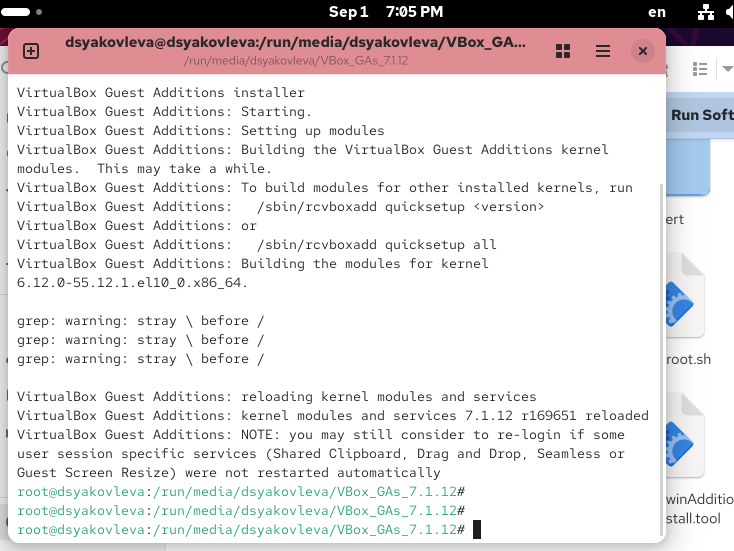 Sep 1 7:05 PM
en
dsyakovleva@dsyakovleva:/run/media/dsyakovleva/VBox_GA...
/run/media/dsyakovleva/VBox_GAs_7.1.12
VirtualBox Guest Additions installer
VirtualBox Guest Additions: Starting.
VirtualBox Guest Additions: Setting up modules
VirtualBox Guest Additions: Building the VirtualBox Guest Additions kernel
modules.  This may take a while.
VirtualBox Guest Additions: To build modules for other installed kernels, run
VirtualBox Guest Additions:   /sbin/rcvboxadd quicksetup <version>
VirtualBox Guest Additions: or
VirtualBox Guest Additions:   /sbin/rcvboxadd quicksetup all
VirtualBox Guest Additions: Building the modules for kernel
6.12.0-55.12.1.el10_0.x86_64.
grep: warning: stray \ before /
grep: warning: stray \ before /
grep: warning: stray \ before /
VirtualBox Guest Additions: reloading kernel modules and services
VirtualBox Guest Additions: kernel modules and services 7.1.12 r169651 reloaded
VirtualBox Guest Additions: NOTE: you may still consider to re-login if some
user session specific services (Shared Clipboard, Drag and Drop, Seamless or
Guest Screen Resize) were not restarted automatically
root@dsyakovleva:/run/media/dsyakovleva/VBox_GAs_7.1.12#
root@dsyakovleva:/run/media/dsyakovleva/VBox_GAs_7.1.12#
root@dsyakovleva:/run/media/dsyakovleva/VBox_GAs_7.1.12#
Run Soft
ert
root.sh
winAdditio
stall.tool